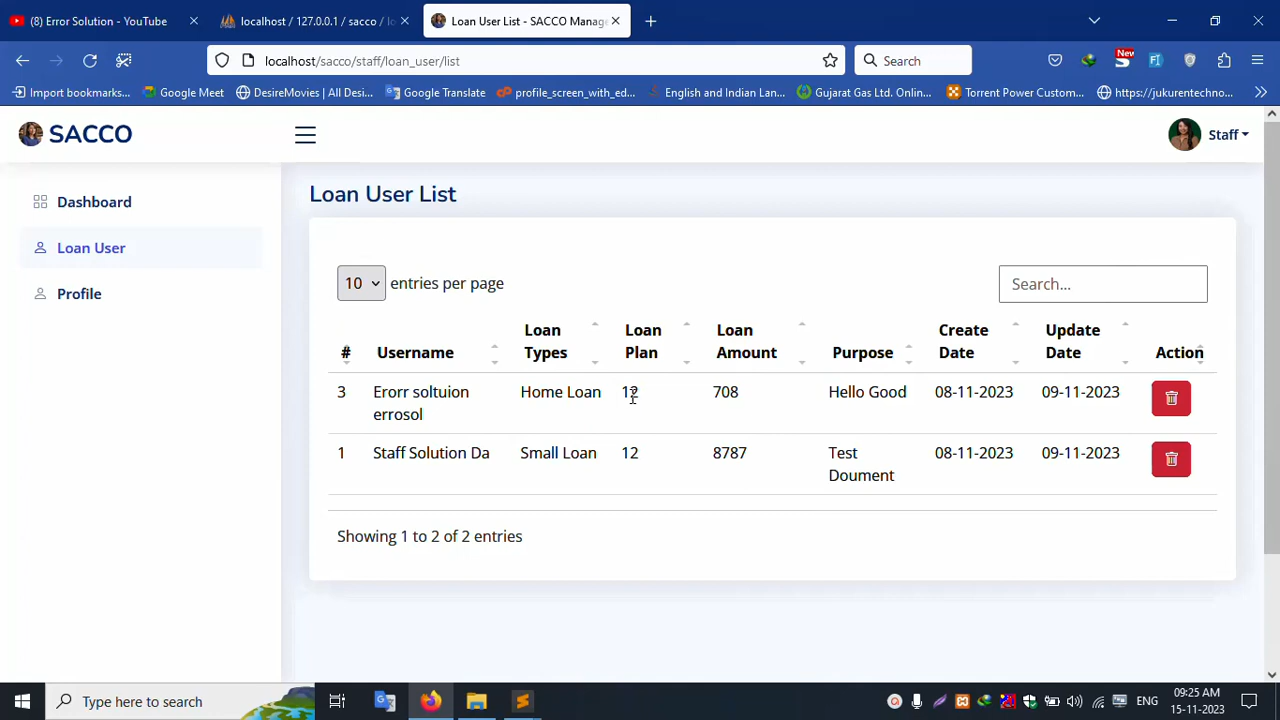 (8) Error Solution - YouTube
localhost / 127.0.0.1 / sacco / lo
Loan User List - SACCO Manag
localhost/sacco/staff/loan_user/list
Search
New
Import bookmarks...
Google Meet
DesireMovies | All Desi...
Google Translate
profile_screen_with_ed...
English and Indian Lan...
Gujarat Gas Ltd. Onlin...
Torrent Power Custom...
https://jukurentechno...
SACCO
Staff
Dashboard
Loan User
Profile
Loan User List
10 entries per page
Search...
# Username Loan Types Loan Plan Loan Amount Purpose Create Date Update Date Action
3 Erorr soltuion errosol Home Loan 12 708 Hello Good 08-11-2023 09-11-2023
1 Staff Solution Da Small Loan 12 8787 Test Doument 08-11-2023 09-11-2023
Showing 1 to 2 of 2 entries
Type here to search
ENG
09:25 AM
15-11-2023